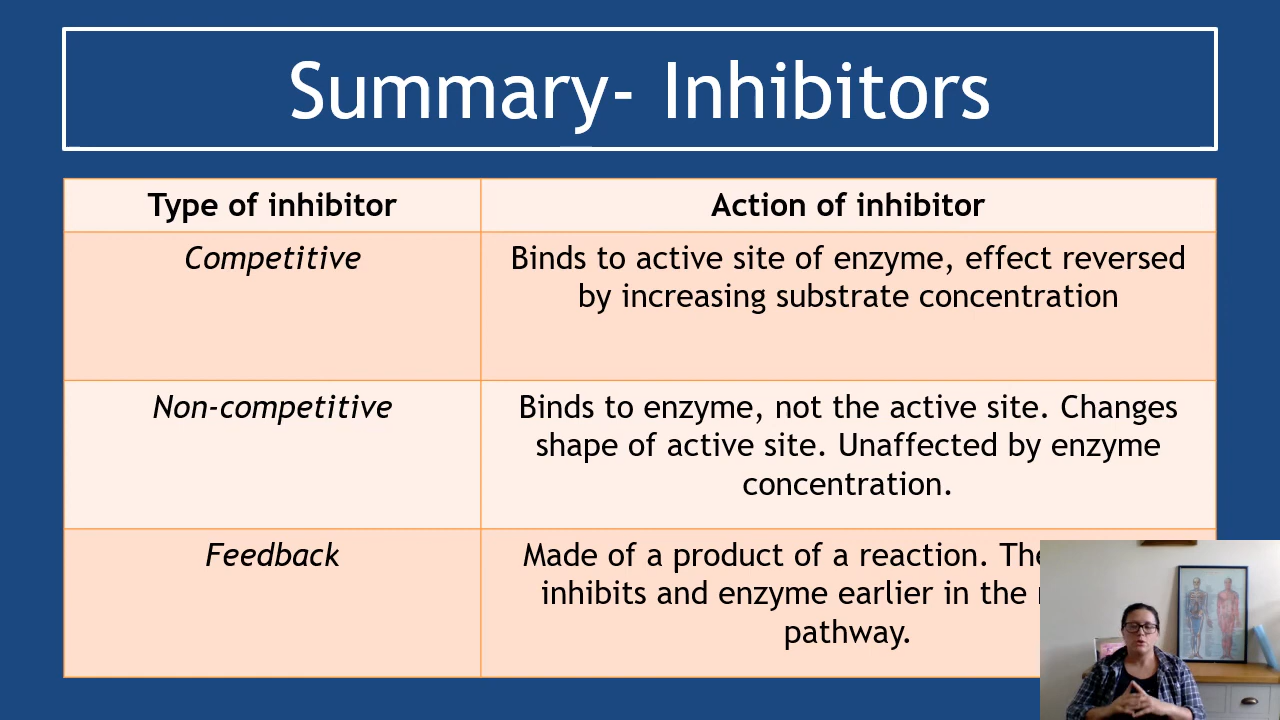 Summary- Inhibitors
Type of inhibitor
Action of inhibitor
Competitive
Binds to active site of enzyme, effect reversed
by increasing substrate concentration
Non-competitive
Binds to enzyme, not the active site. Changes
shape of active site. Unaffected by enzyme
concentration.
Feedback
Made of a product of a reaction.
inhibits and enzyme earlier in the
pathway.